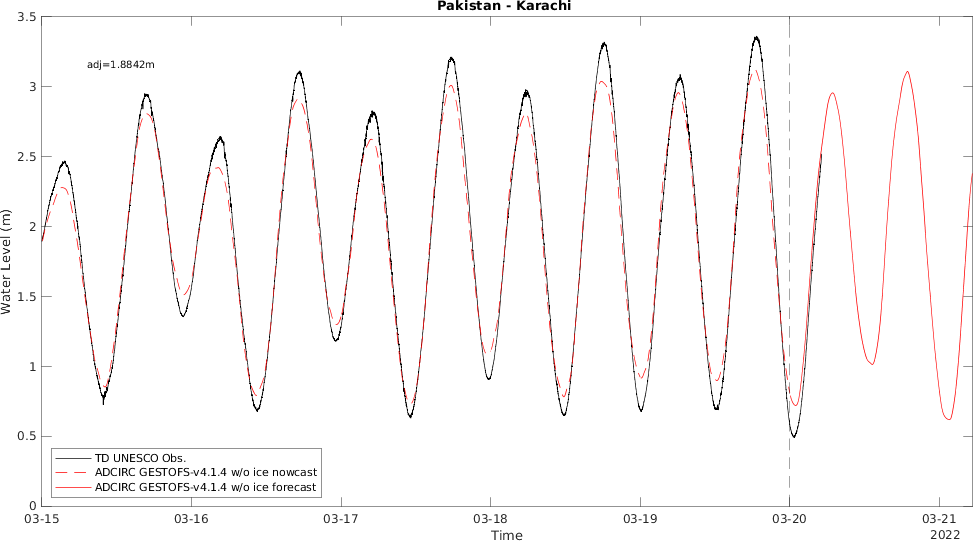 Pakistan - Karachi
3.5
adj=1.8842m
3
2.5
2
1.5
1
0.5
0
Water Level (m)
TD UNESCO Obs.
ADCIRC GESTOFS-v4.1.4 w/o ice nowcast
ADCIRC GESTOFS-v4.1.4 w/o ice forecast
03-15 03-16 03-17 03-18 03-19 03-20 03-21
Time
2022